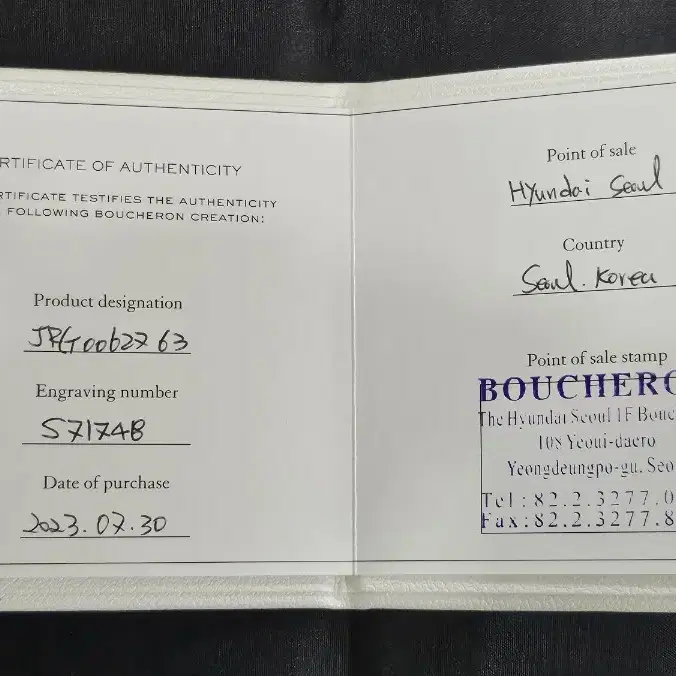 RTIFICATE OF AUTHENTICITY
RTIFICATE TESTIFIES THE AUTHENTICITY
FOLLOWING BOUCHERON CREATION:
Product designation
JRG00627 63
Engraving number
S71748
Date of purchase
2023.07.30
Point of sale
Hyundai Seoul
Country
Seoul. Korea
Point of sale stamp
BOUCHERO
The Hyundai Seoul 1F Bouc
108 Yeoui-daero
Yeongdeungpo-gu, Seo
Tel:82.2.3277.0
Fax:82.2.3277.8